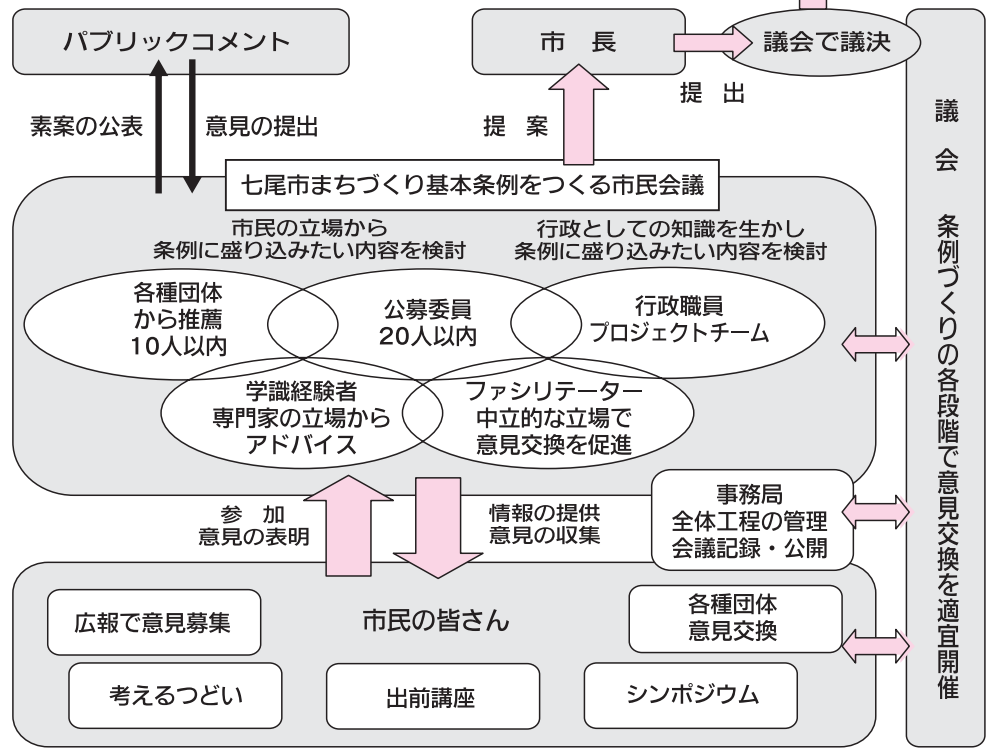 パブリックコメント
市　長
議会で議決
提　出
素案の公表
意見の提出
提　案
七尾市まちづくり基本条例をつくる市民会議
市民の立場から
条例に盛り込みたい内容を検討
行政としての知識を生かし
条例に盛り込みたい内容を検討
各種団体
から推薦
10人以内
公募委員
20人以内
行政職員
プロジェクトチーム
学識経験者
専門家の立場から
アドバイス
ファシリテーター
中立的な立場で
意見交換を促進
参　加
意見の表明
情報の提供
意見の収集
事務局
全体工程の管理
会議記録・公開
広報で意見募集
市民の皆さん
各種団体
意見交換
考えるつどい
出前講座
シンポジウム
議　会　条例づくりの各段階で意見交換を適宜開催